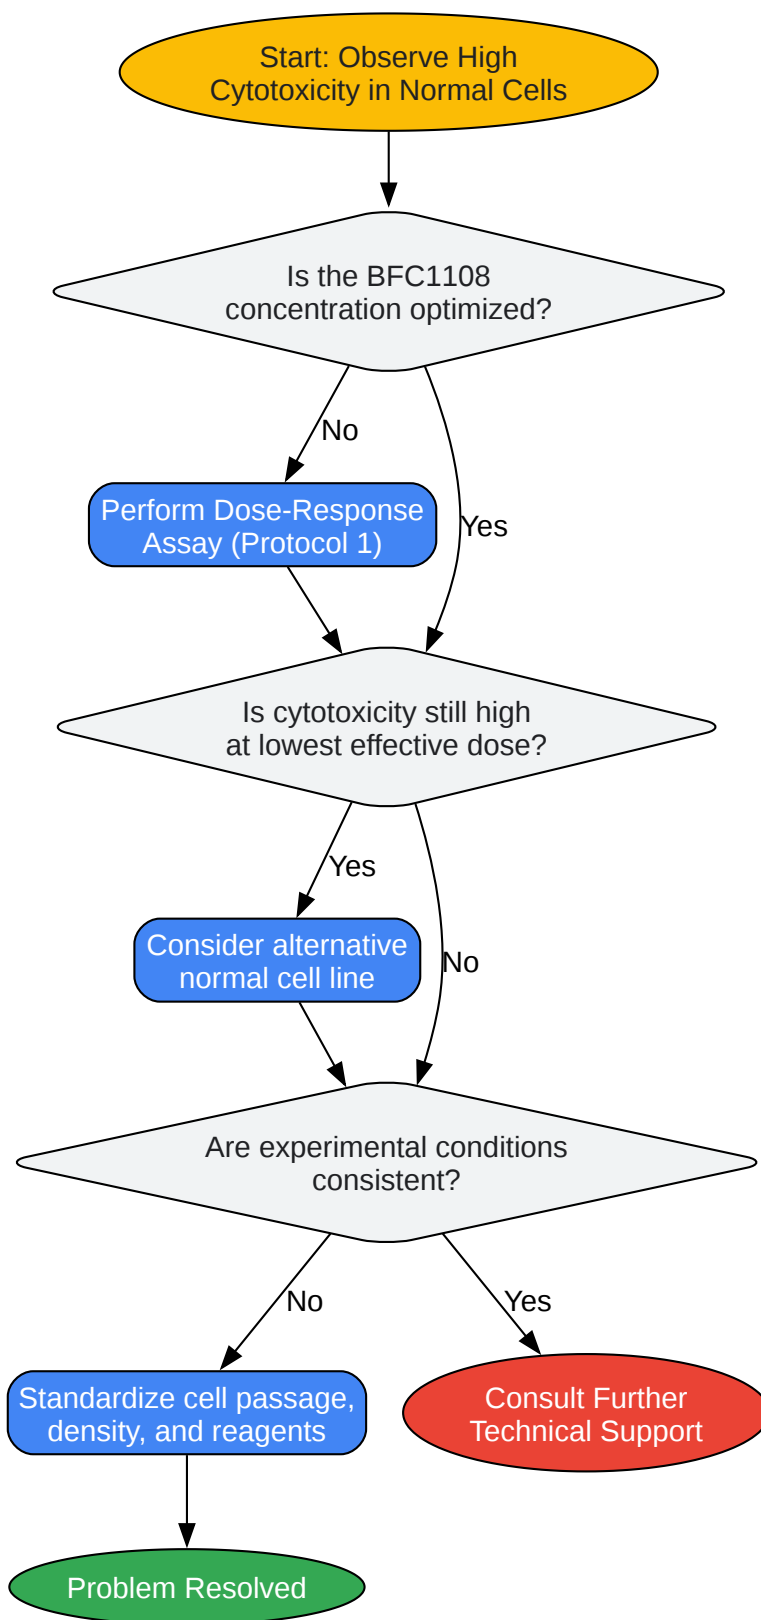 Start: Observe High
Cytotoxicity in Normal Cells
Is the BFC1108
concentration optimized?
No
Perform Dose-Response
Assay (Protocol 1)
Yes
Is cytotoxicity still high
at lowest effective dose?
Yes
Consider alternative
normal cell line
No
Are experimental conditions
consistent?
No
Yes
Standardize cell passage,
density, and reagents
Consult Further
Technical Support
Problem Resolved